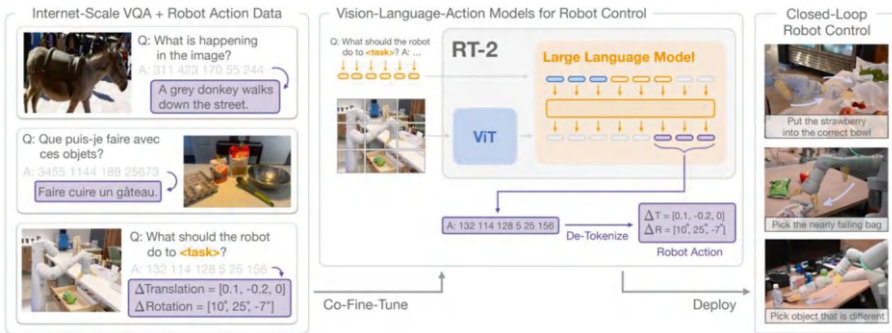 Internet-Scale VQA + Robot Action Data
Q: What is happening
in the image?
A: 311 423 170 55 244
A grey donkey walks
down the street.
Q: Que puis-je faire avec
ces objets?
A: 3455 1144 189 25673
Faire cuire un gâteau.
Q: What should the robot
do to <task>?
A: 132 114 128 5 25 156
ΔTranslation = [0.1, -0.2, 0]
ΔRotation = [10°, 25°, -7°]
Co-Fine-Tune
Vision-Language-Action Models for Robot Control
Q: What should the robot
do to <task>? A: ...
RT-2
Large Language Model
ViT
A: 132 114 128 5 25 156
De-Tokenize
ΔT = [0.1, -0.2, 0]
ΔR = [10°, 25°, -7°]
Robot Action
Deploy
Closed-Loop
Robot Control
Put the strawberry
into the correct bowl
Pick the nearly falling bag
Pick object that is different